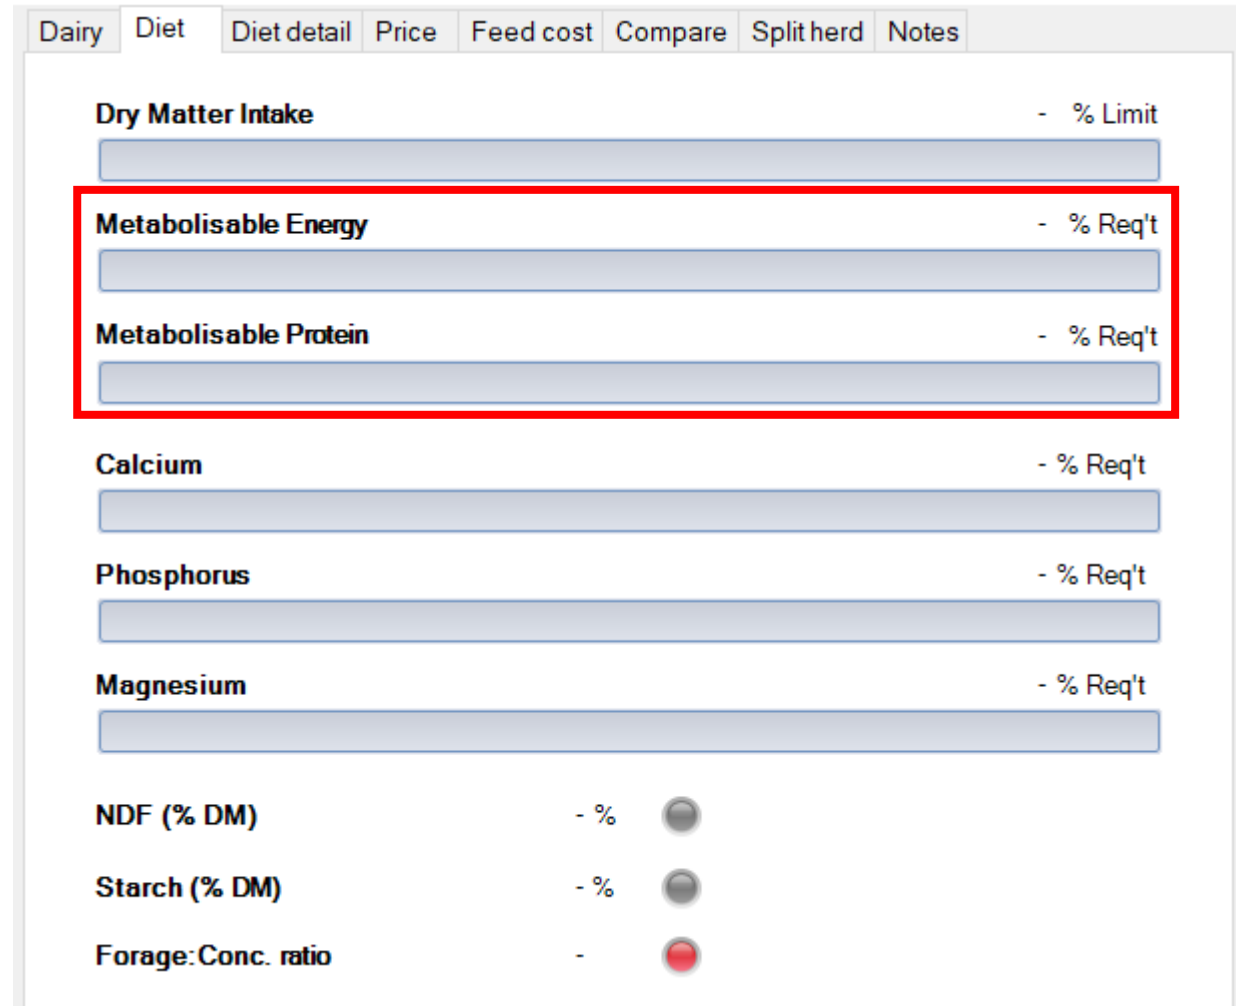 Dairy Diet Diet detail Price Feed cost Compare Split herd Notes
Dry Matter Intake - % Limit
Metabolisable Energy - % Req't
Metabolisable Protein - % Req't
Calcium - % Req't
Phosphorus - % Req't
Magnesium - % Req't
NDF (% DM) - %
Starch (% DM) - %
Forage:Conc. ratio -